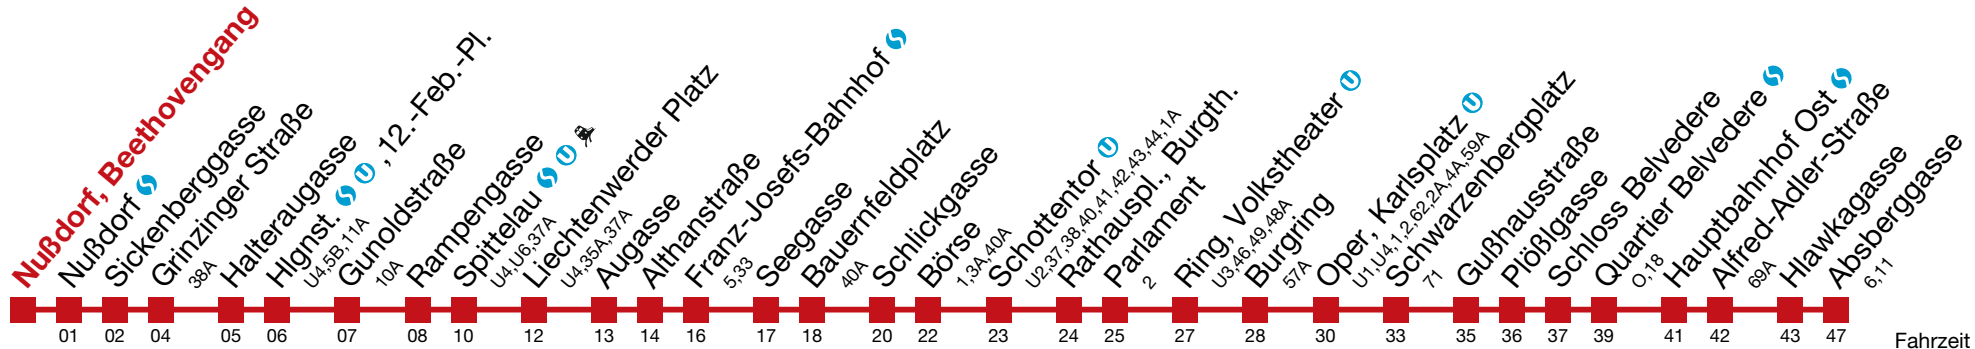 Nußdorf, Beethovengang
Nußdorf
Sickenberggasse
Grinzinger Straße
38A
Halteraugasse
Hlgnst. U, 12.-Feb.-Pl.
U4,5B,11A
Gunoldstraße
10A
Rampengasse
Spittelau U
U4,U6,37A
Liechtenwerder Platz
U4,35A,37A
Augasse
Althanstraße
Franz-Josefs-Bahnhof
5,33
Seegasse
Bauernfeldplatz
40A
Schlickgasse
Börse
1,3A,40A
Schottentor U
U2,37,38,40,41,42,43,44,1A
Rathauspl., Burgth.
Parlament
2
Ring, Volkstheater U
U3,46,49,48A
Burgring
57A
Oper, Karlsplatz U
U1,U4,1,2,62,2A,4A,59A
Schwarzenbergplatz
71
Gußhausstraße
Plößlgasse
Schloss Belvedere
Quartier Belvedere
O,18
Hauptbahnhof Ost
Alfred-Adler-Straße
69A
Hlawkagasse
Absberggasse
6,11
01 02 04 05 06 07 08 10 12 13 14 16 17 18 20 22 23 24 25 27 28 30 33 35 36 37 39 41 42 43 47 Fahrzeit